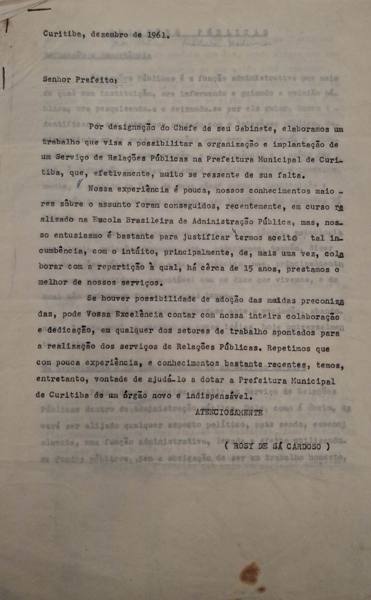 Curitiba, dezembro de 1961.
Senhor Prefeito:
Por designação do Chefe de seu Gabinete, elaboramos um
trabalho que visa a possibilitar a organização e implantação de
um Serviço de Relações Públicas na Prefeitura Municipal de Curi-
tiba, que, efetivamente, muito se ressente de sua falta.
Nossa experiência é pouca, nossos conhecimentos maio-
res sôbre o assunto foram conseguidos, recentemente, em curso re
alizado na Escola Brasileira de Administração Pública, mas, nos-
so entusiasmo é bastante para justificar termos aceito tal in-
cumbência, com o intúito, principalmente, de, mais uma vez, cola
borar com a repartição à qual, há cêrca de 15 anos, prestamos o
melhor de nossos serviços.
Se houver possibilidade de adoção das medidas preconiza
das, pode Vossa Excelência contar com nossa inteira colaboração
e dedicação, em qualquer dos setores de trabalho apontados para
a realização dos serviços de Relações Públicas. Repetimos que
com pouca experiência, e conhecimentos bastante recentes, temos,
entretanto, vontade de ajudá-lo a dotar a Prefeitura Municipal
de Curitiba de um órgão novo e indispensável.
ATENCIOSAMENTE
( ROSY DE SÁ CARDOSO )